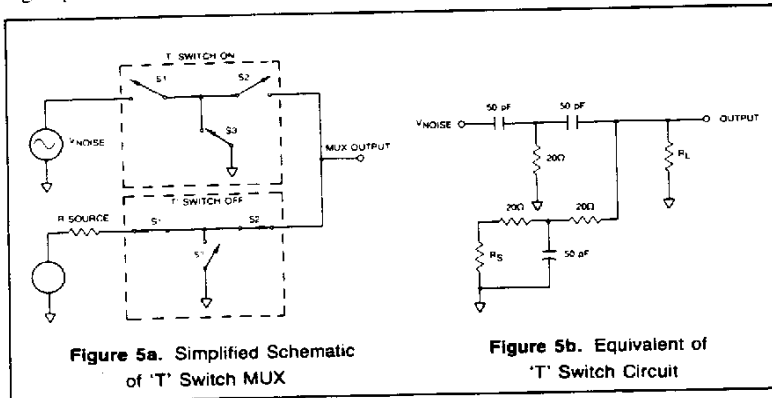 T' SWITCH ON
S1
S2
S3
VNOISE
MUX OUTPUT
R SOURCE
T' SWITCH OFF
S1
S2
50 pF
50 pF
VNOISE
OUTPUT
20Ω
RL
20Ω
20Ω
RS
50 pF
Figure 5a. Simplified Schematic
of 'T' Switch MUX
Figure 5b. Equivalent of
'T' Switch Circuit